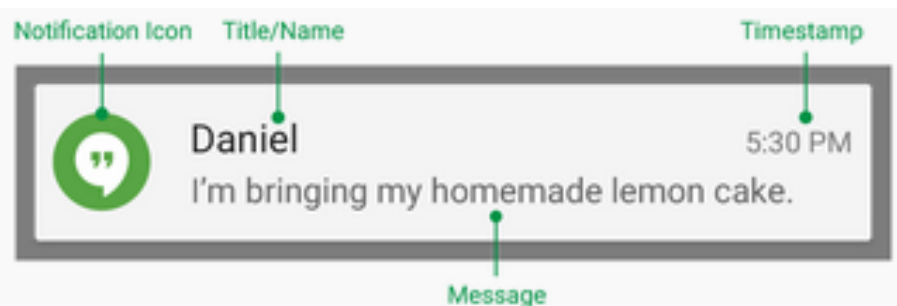 Notification Icon Title/Name Timestamp
Daniel 5:30 PM
I'm bringing my homemade lemon cake.
Message